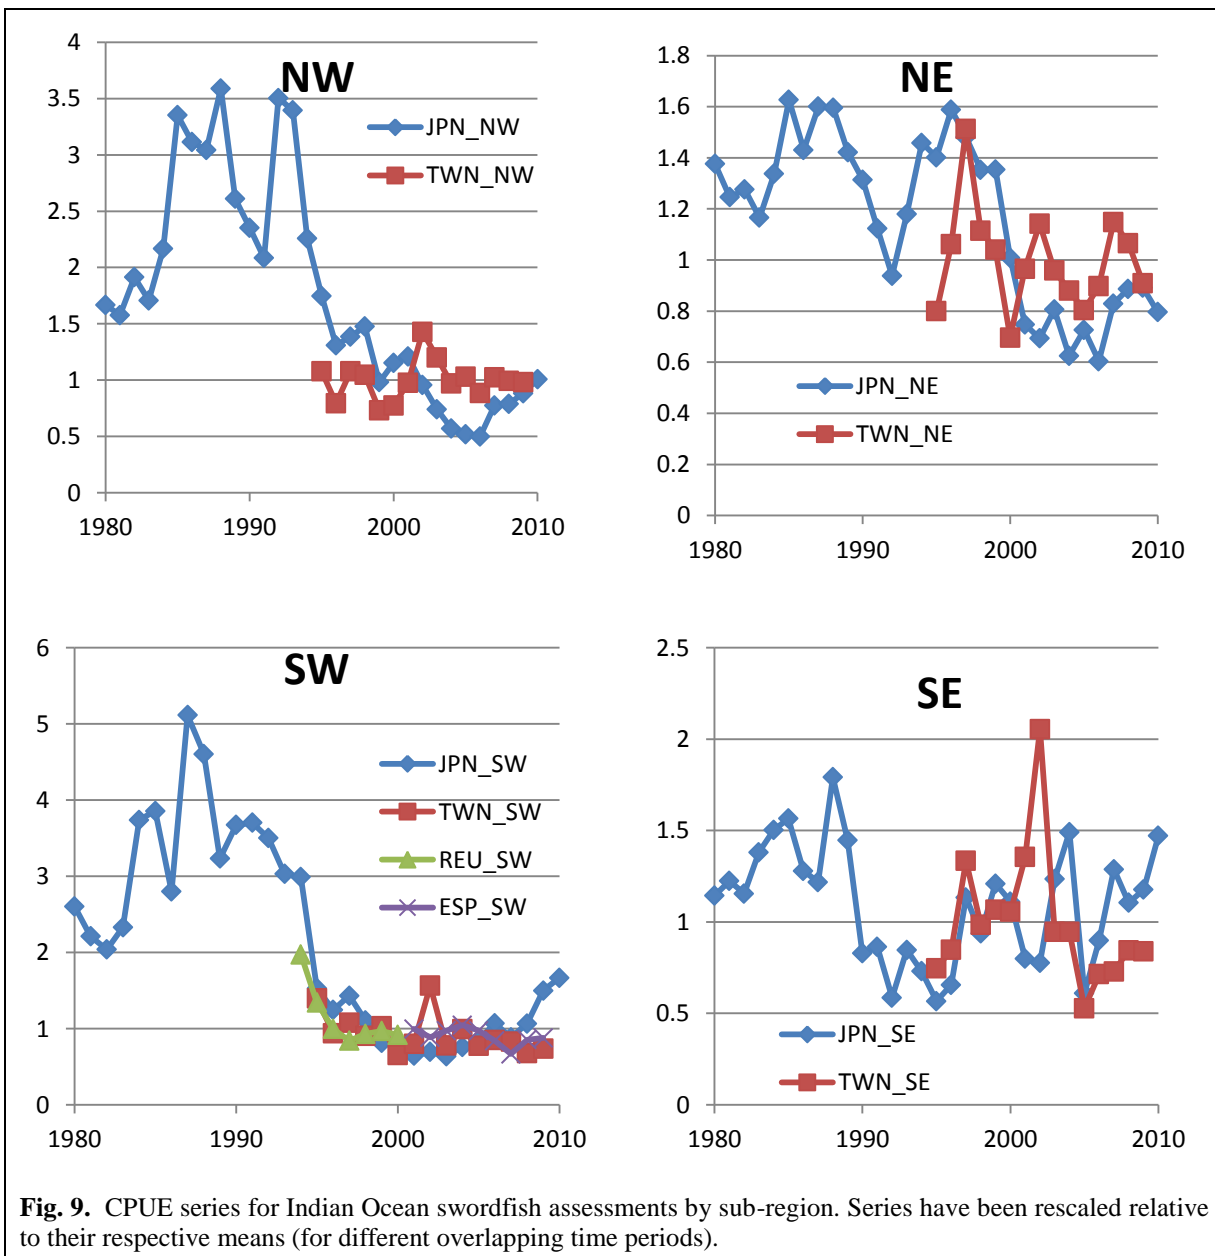 NW
4
3.5
3
2.5
2
1.5
1
0.5
0
1980 1990 2000 2010
JPN_NW
TWN_NW
NE
1.8
1.6
1.4
1.2
1
0.8
0.6
0.4
0.2
0
1980 1990 2000 2010
JPN_NE
TWN_NE
SW
6
5
4
3
2
1
0
1980 1990 2000 2010
JPN_SW
TWN_SW
REU_SW
ESP_SW
SE
2.5
2
1.5
1
0.5
0
1980 1990 2000 2010
JPN_SE
TWN_SE
Fig. 9. CPUE series for Indian Ocean swordfish assessments by sub-region. Series have been rescaled relative
to their respective means (for different overlapping time periods).